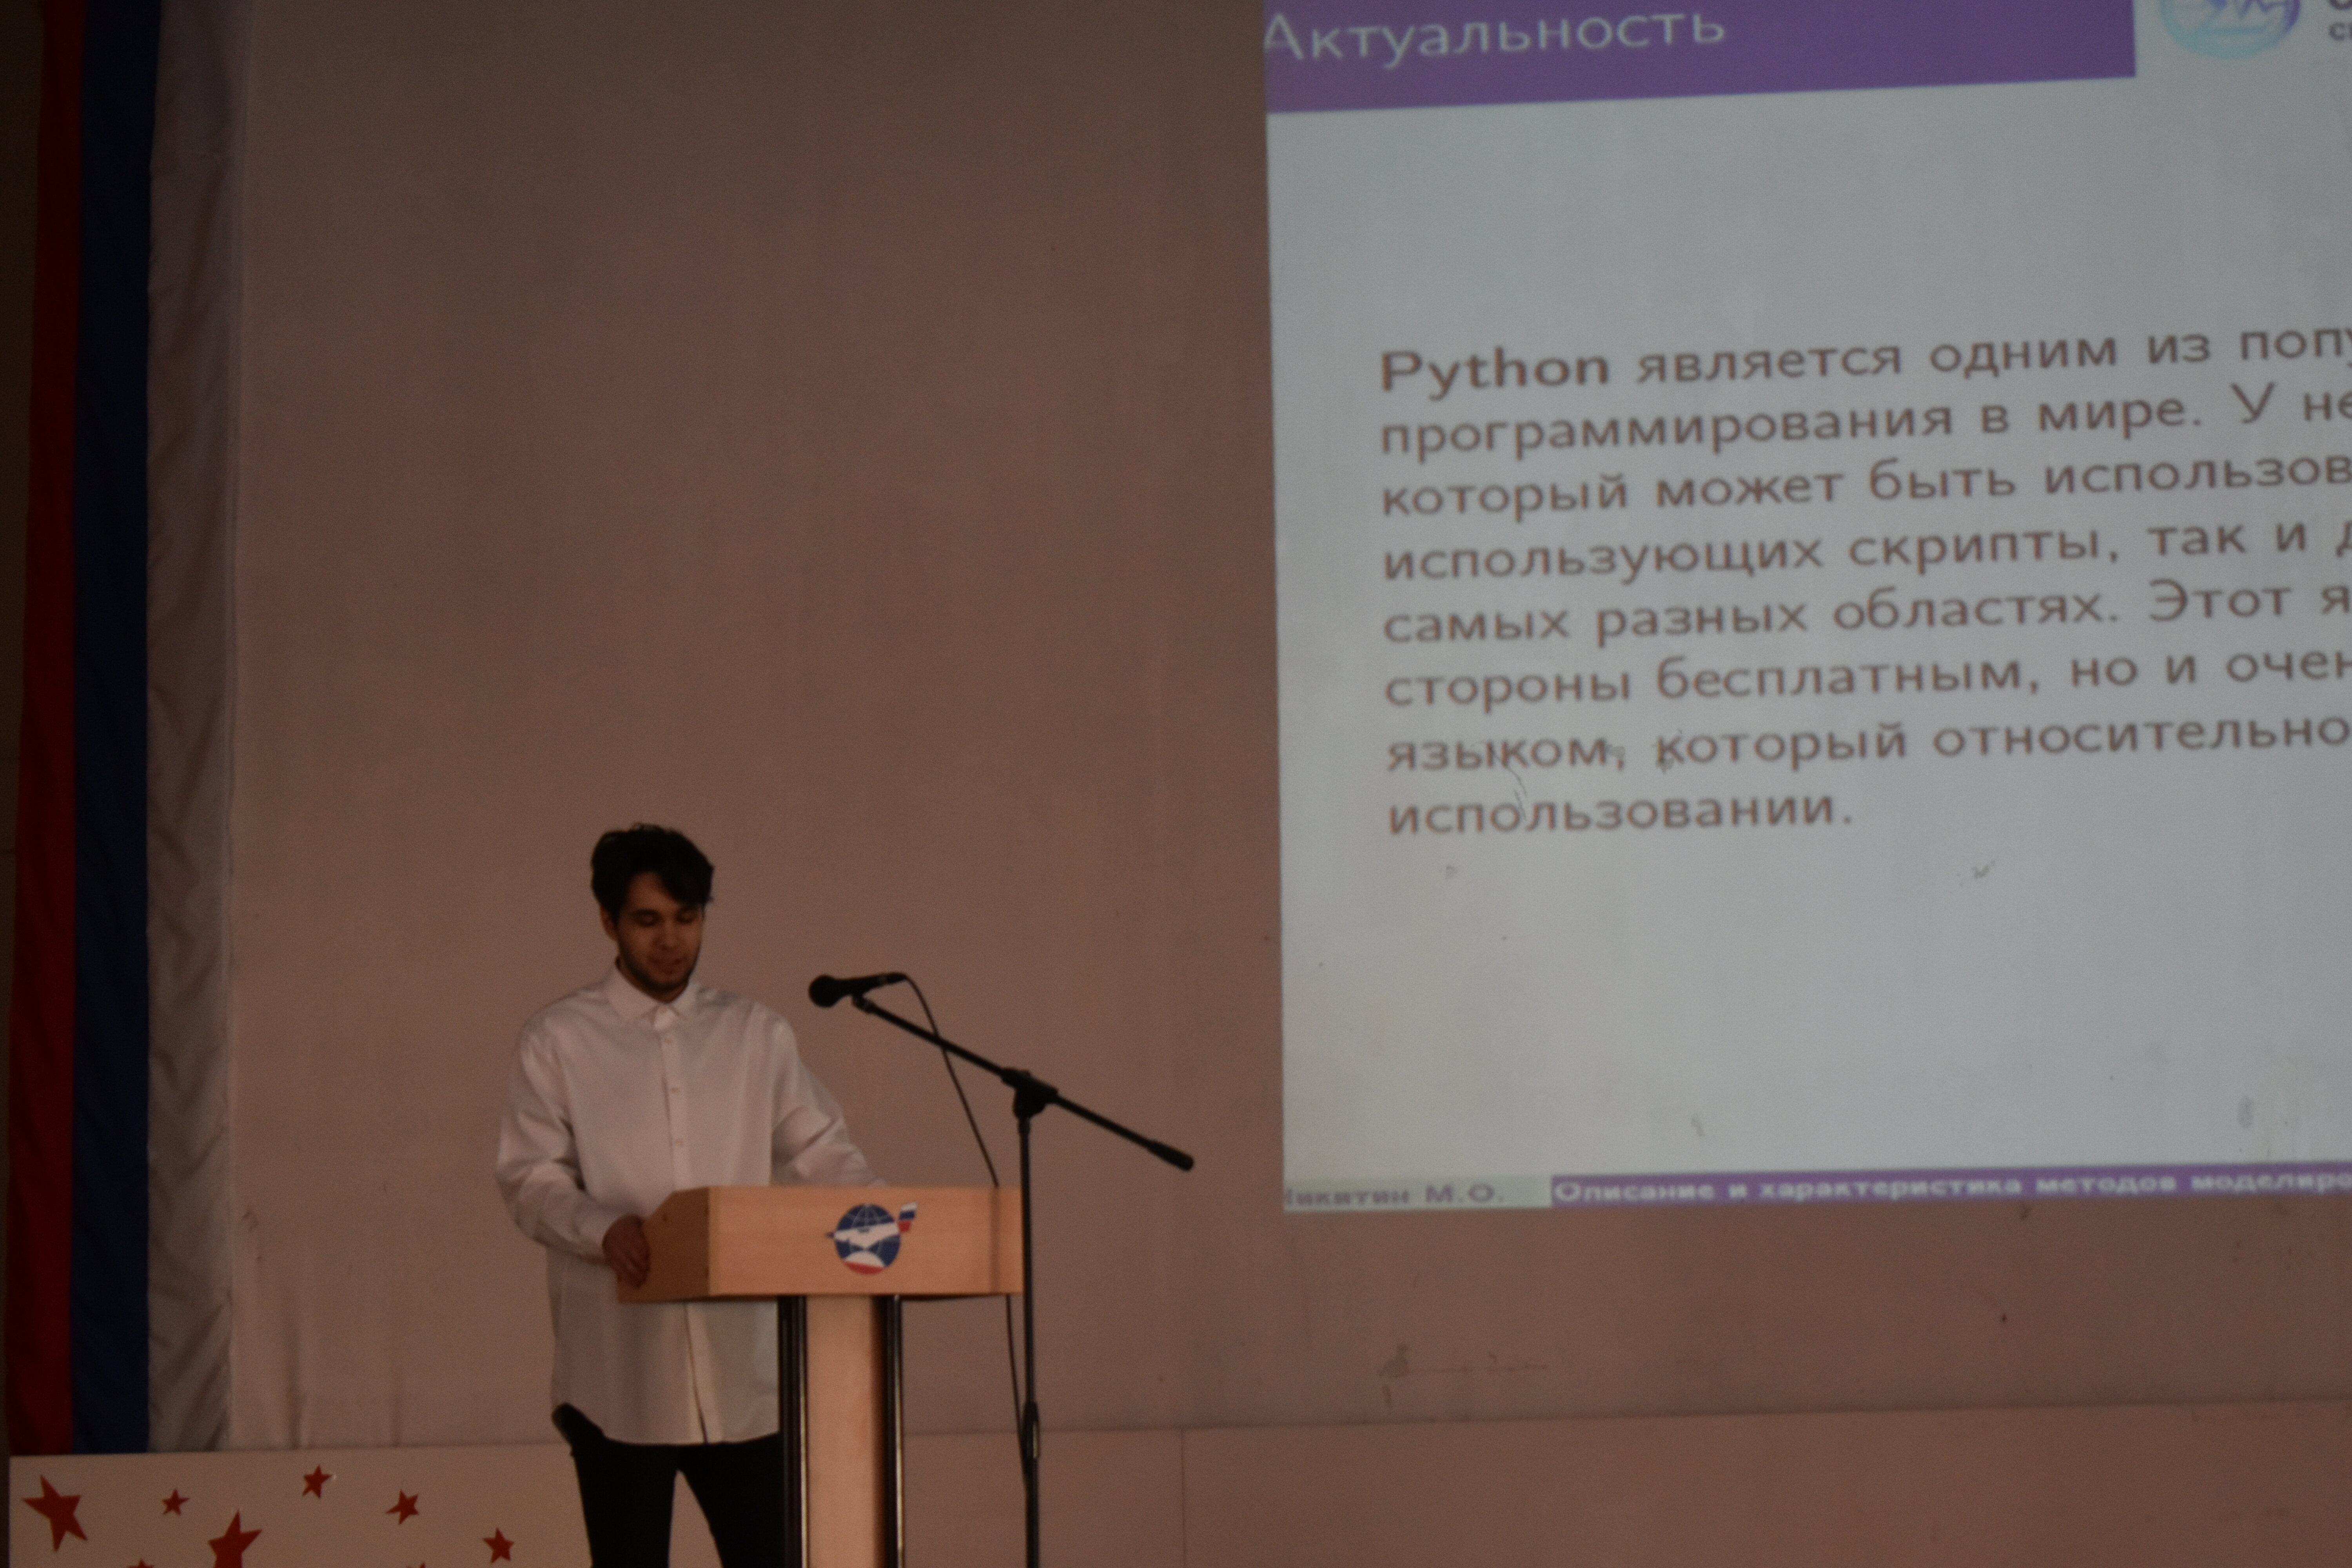 Актуальность
Python является одним из попу
программирования в мире. У не
который может быть использов
использующих скрипты, так и д
самых разных областях. Этот я
стороны бесплатным, но и очен
языком, который относительно
использовании.
М.О.
Описание и характеристика методов моделиро